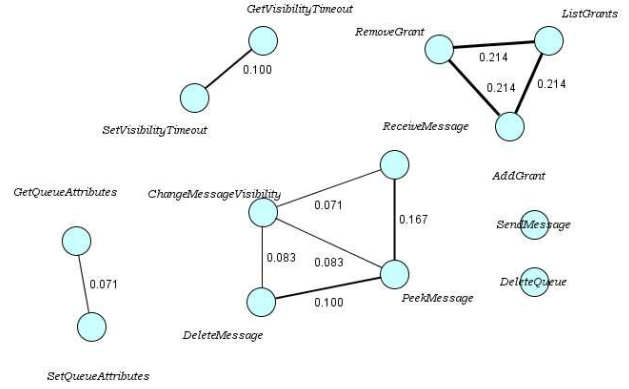 GetVisibilityTimeout
ListGrants
RemoveGrant
0.214
0.100
0.214
0.214
SetVisibilityTimeout
ReceiveMessage
AddGrant
GetQueueAttributes
ChangeMessageVisibility
0.071
0.167
SendMessage
0.083
0.083
0.071
DeleteQueue
0.100
PeekMessage
DeleteMessage
SetQueueAttributes